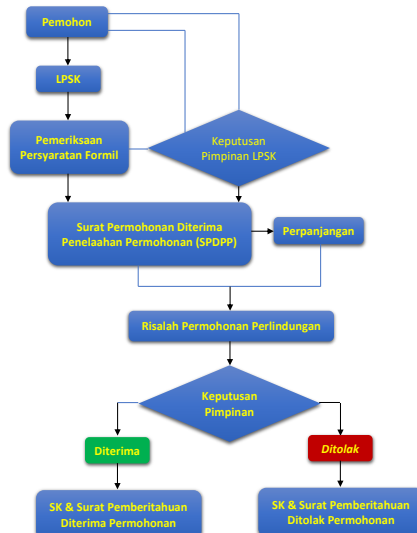 Pemohon
LPSK
Pemeriksaan
Persyaratan Formil
Keputusan
Pimpinan LPSK
Surat Permohonan Diterima
Penelaahan Permohonan (SPDPP)
Perpanjangan
Risalah Permohonan Perlindungan
Keputusan
Pimpinan
Diterima
Ditolak
SK & Surat Pemberitahuan
Diterima Permohonan
SK & Surat Pemberitahuan
Ditolak Permohonan